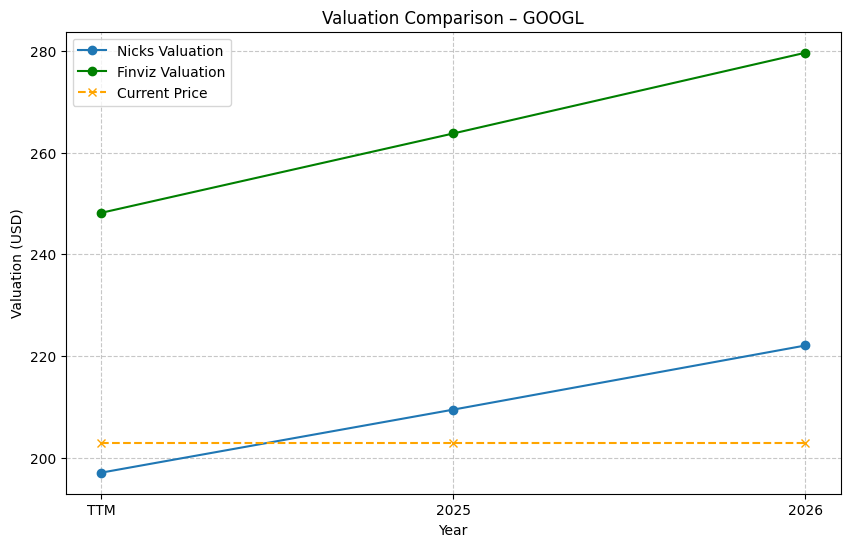 Valuation Comparison – GOOGL
Nicks Valuation
Finviz Valuation
Current Price
Valuation (USD)
280
260
240
220
200
TTM
2025
2026
Year